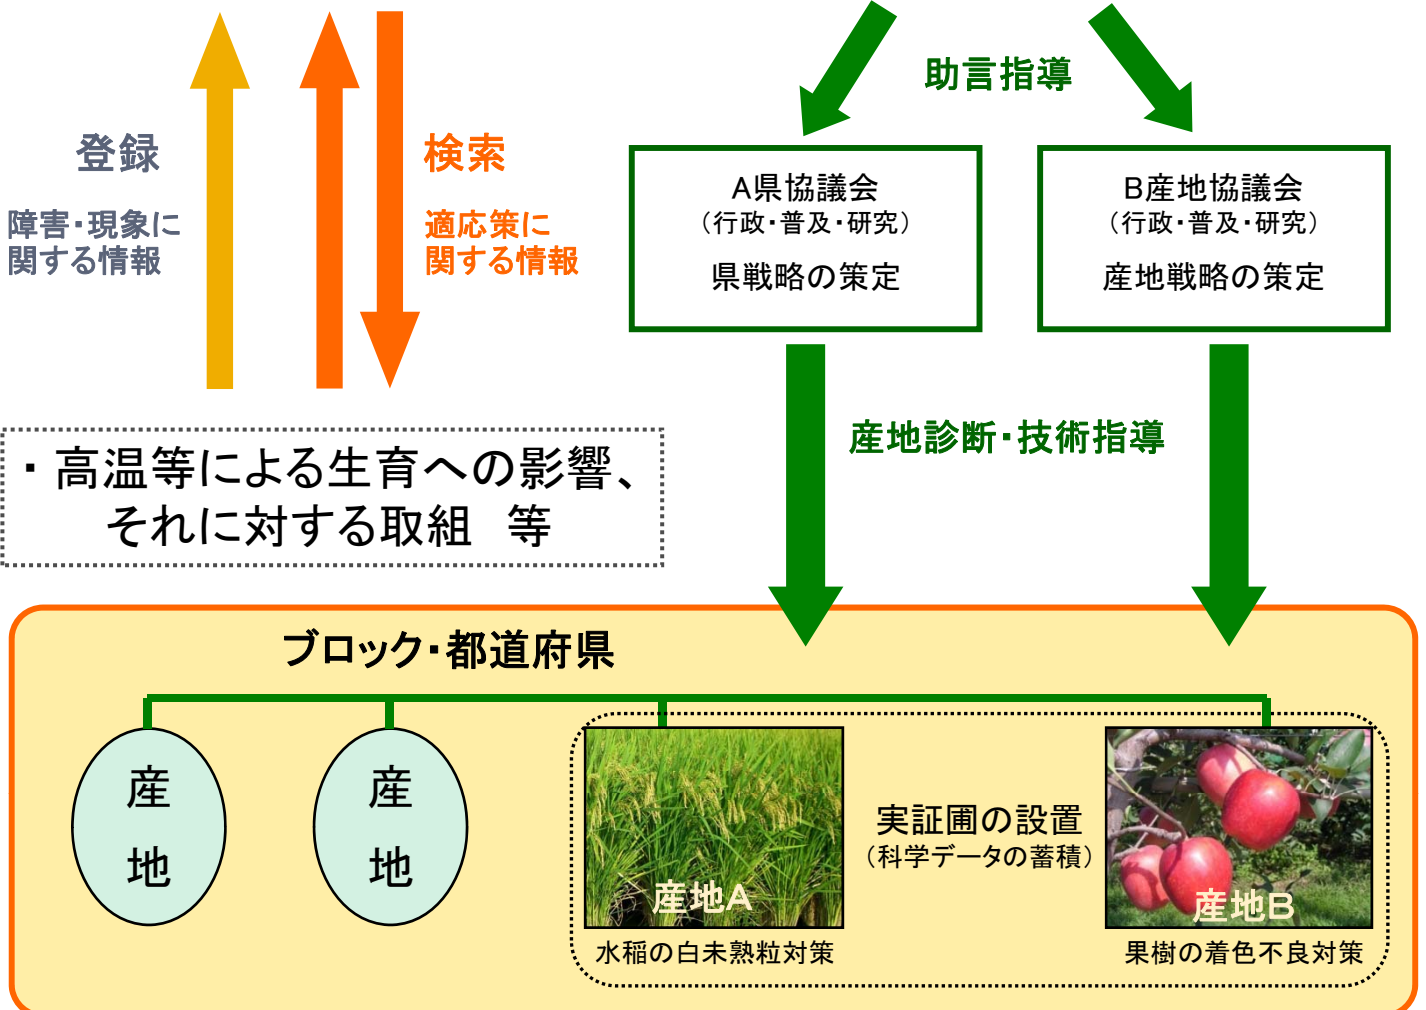 助言指導
登録
障害・現象に
関する情報
検索
適応策に
関する情報
A県協議会
（行政・普及・研究）
県戦略の策定
B産地協議会
（行政・普及・研究）
産地戦略の策定
産地診断・技術指導
・高温等による生育への影響、
それに対する取組　等
ブロック・都道府県
産
地
産
地
産地A
水稲の白未熟粒対策
実証圃の設置
（科学データの蓄積）
産地B
果樹の着色不良対策